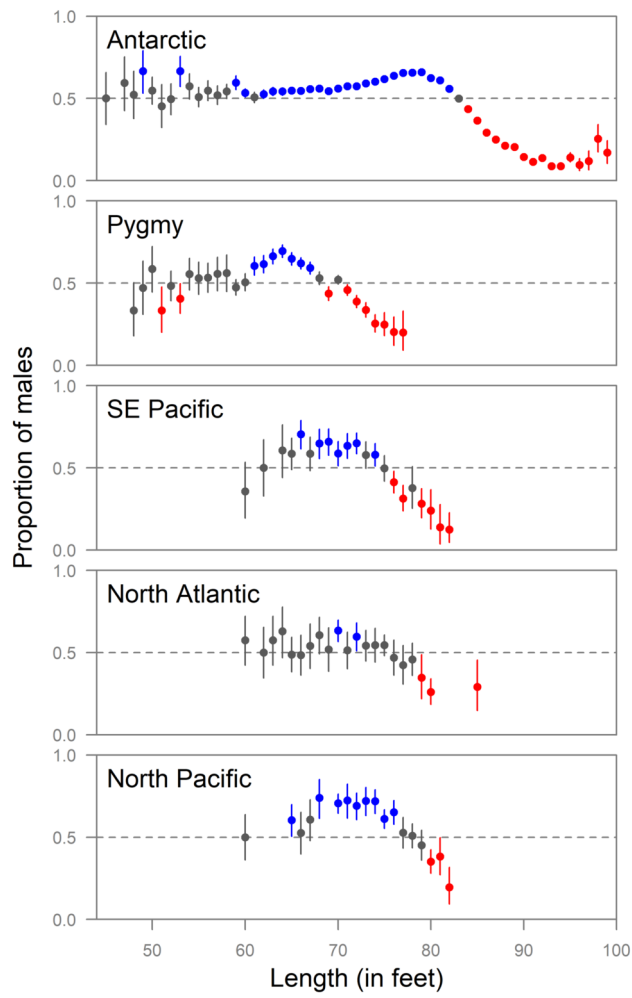 1.0
Antarctic
0.5
0.0
1.0
Pygmy
0.5
0.0
1.0
SE Pacific
0.5
0.0
1.0
North Atlantic
0.5
0.0
1.0
North Pacific
0.5
0.0
Proportion of males
50 60 70 80 90 100
Length (in feet)